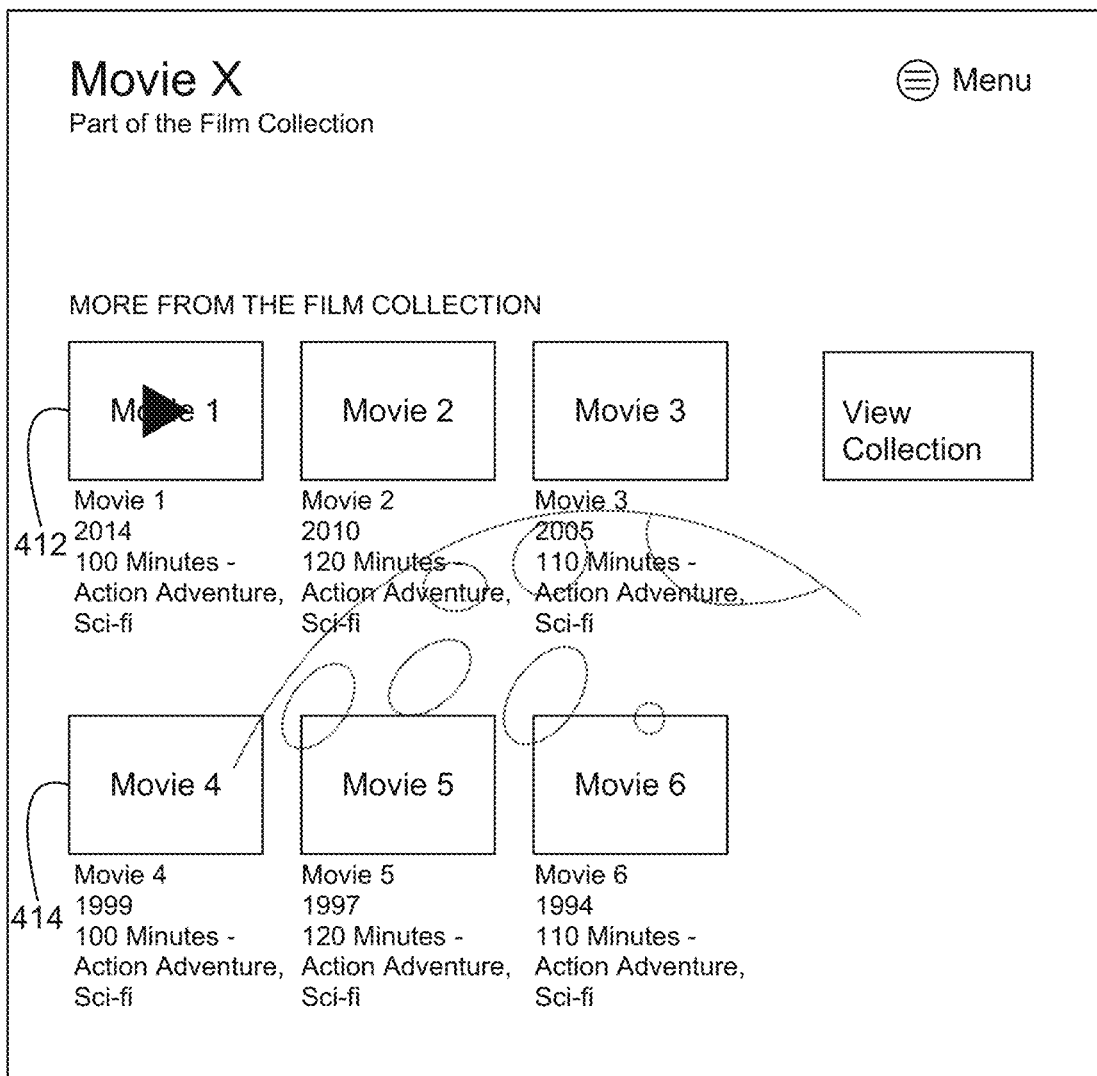 Movie X
Menu
Part of the Film Collection
MORE FROM THE FILM COLLECTION
Movie 1
Movie 2
Movie 3
View
Collection
412
Movie 1
2014
100 Minutes -
Action Adventure,
Sci-fi
Movie 2
2010
120 Minutes -
Action Adventure,
Sci-fi
Movie 3
2005
110 Minutes -
Action Adventure,
Sci-fi
Movie 4
Movie 5
Movie 6
414
Movie 4
1999
100 Minutes -
Action Adventure,
Sci-fi
Movie 5
1997
120 Minutes -
Action Adventure,
Sci-fi
Movie 6
1994
110 Minutes -
Action Adventure,
Sci-fi